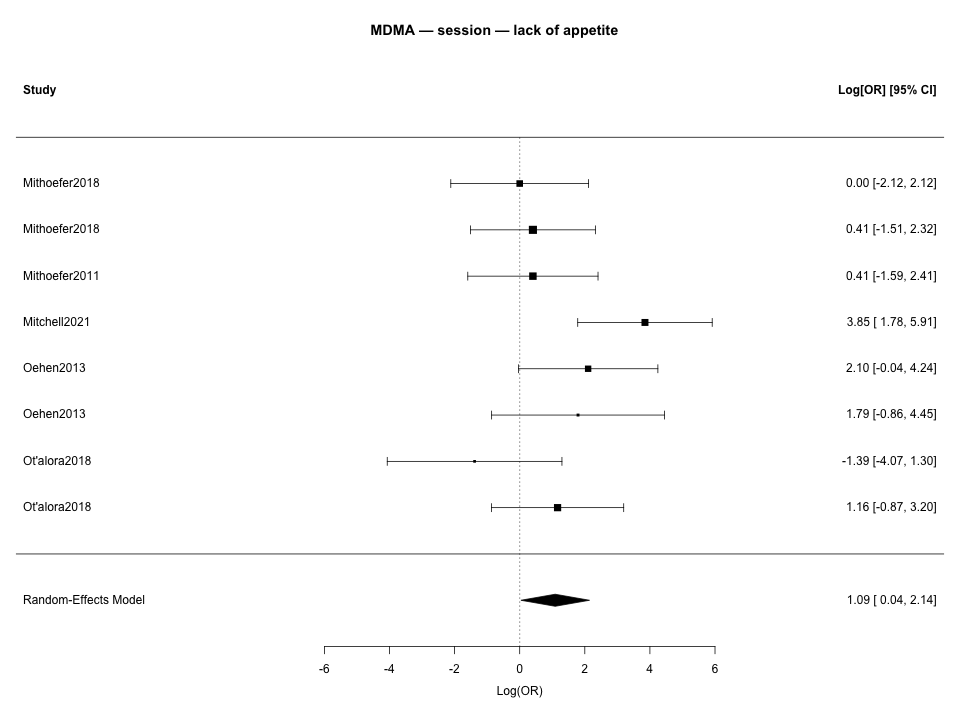 MDMA — session — lack of appetite
Study Log[OR] [95% CI]
Mithoefer2018 0.00 [-2.12, 2.12]
Mithoefer2018 0.41 [-1.51, 2.32]
Mithoefer2011 0.41 [-1.59, 2.41]
Mitchell2021 3.85 [ 1.78, 5.91]
Oehen2013 2.10 [-0.04, 4.24]
Oehen2013 1.79 [-0.86, 4.45]
Ot'alora2018 -1.39 [-4.07, 1.30]
Ot'alora2018 1.16 [-0.87, 3.20]
Random-Effects Model 1.09 [ 0.04, 2.14]
-6 -4 -2 0 2 4 6
Log(OR)